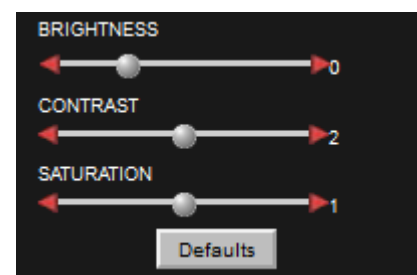 BRIGHTNESS
0
CONTRAST
2
SATURATION
1
Defaults